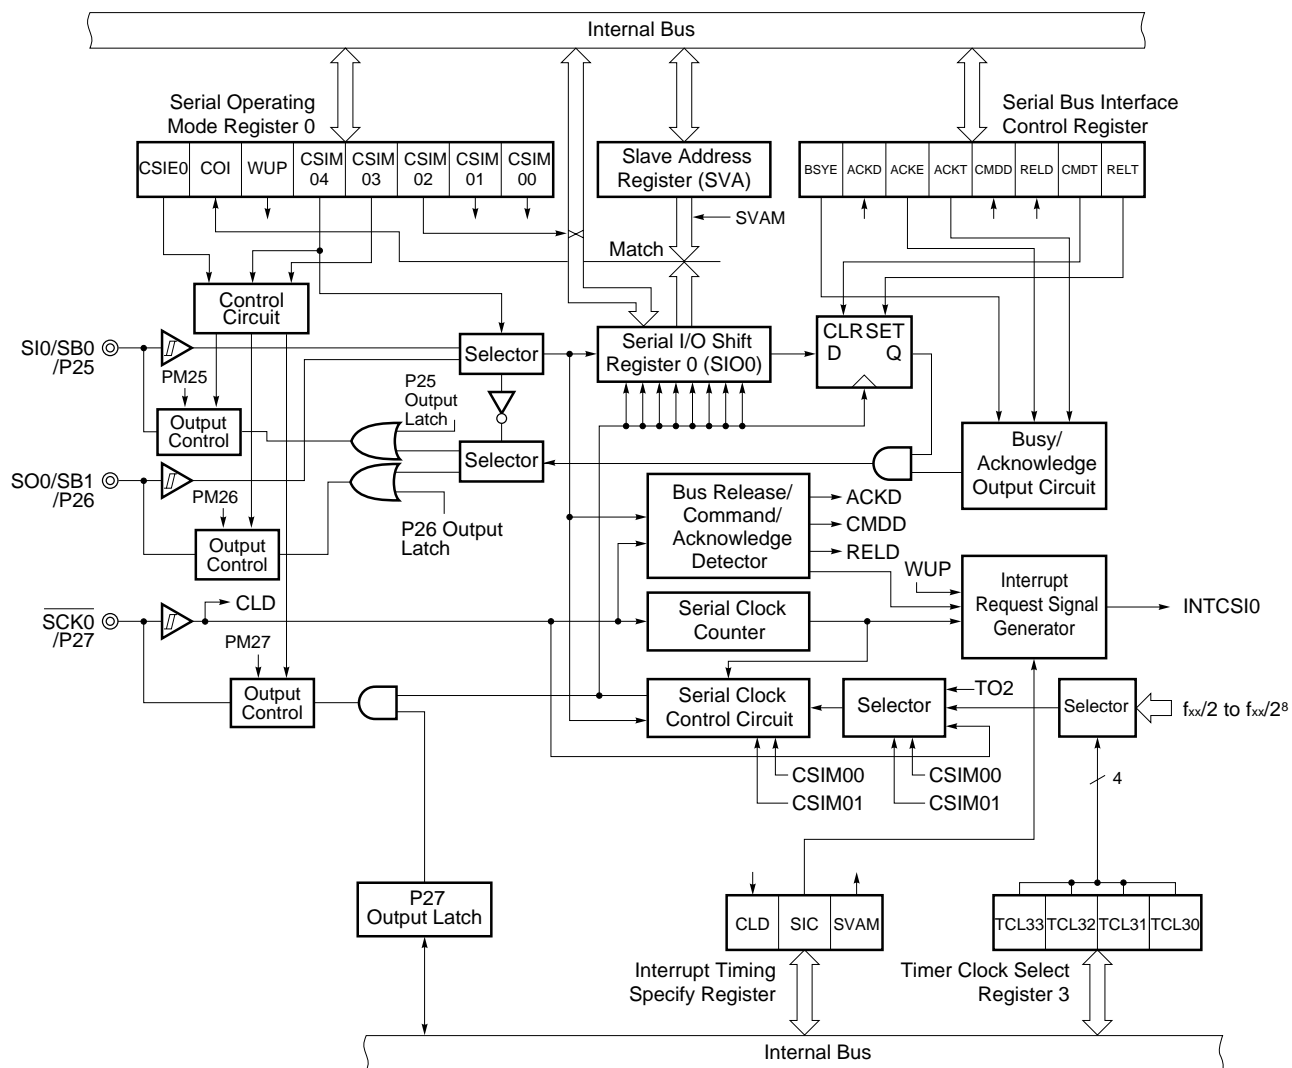 Internal Bus
Serial Operating
Mode Register 0
Serial Bus Interface
Control Register
CSIE0
COI
WUP
CSIM
04
CSIM
03
CSIM
02
CSIM
01
CSIM
00
Slave Address
Register (SVA)
BSYE
ACKD
ACKE
ACKT
CMDD
RELD
CMDT
RELT
SVAM
Match
Control
Circuit
SI0/SB0
/P25
Selector
Serial I/O Shift
Register 0 (SIO0)
CLR SET
D Q
PM25
P25
Output
Latch
Output
Control
Selector
Busy/
Acknowledge
Output Circuit
SO0/SB1
/P26
PM26
P26 Output
Latch
Output
Control
Bus Release/
Command/
Acknowledge
Detector
ACKD
CMDD
RELD
WUP
Interrupt
Request Signal
Generator
INTCSI0
SCK0
/P27
CLD
Serial Clock
Counter
PM27
Output
Control
Serial Clock
Control Circuit
Selector
TO2
Selector
fxx/2 to fxx/2⁸
CSIM00
CSIM01
CSIM00
CSIM01
4
P27
Output Latch
CLD
SIC
SVAM
TCL33
TCL32
TCL31
TCL30
Interrupt Timing
Specify Register
Timer Clock Select
Register 3
Internal Bus